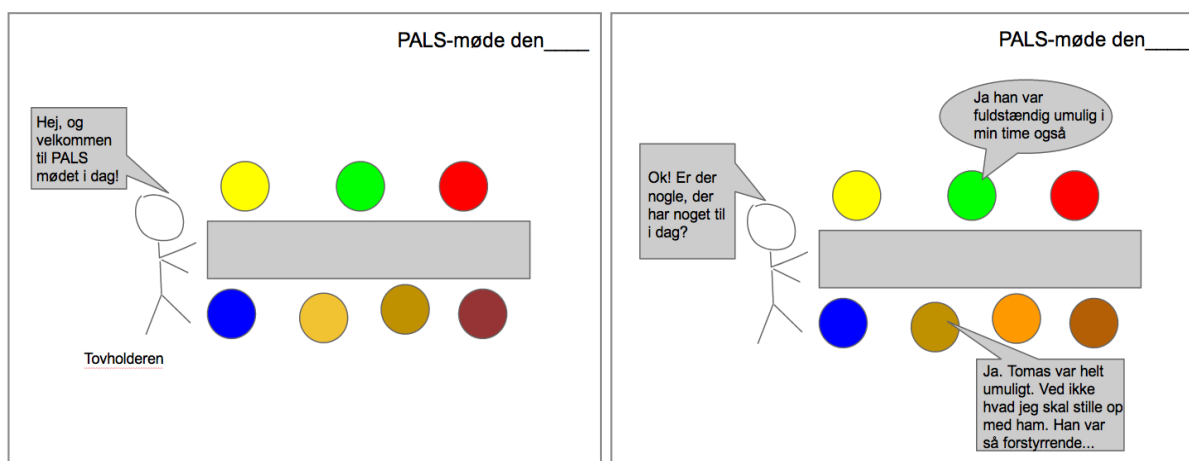 PALS-møde den____
Hej, og
velkommen
til PALS
mødet i dag!
Tovholderen
PALS-møde den____
Ja han var
fuldstændig umulig i
min time også
Ok! Er der
nogle, der
har noget til
i dag?
Ja. Tomas var helt
umuligt. Ved ikke
hvad jeg skal stille op
med ham. Han var
så forstyrrende...